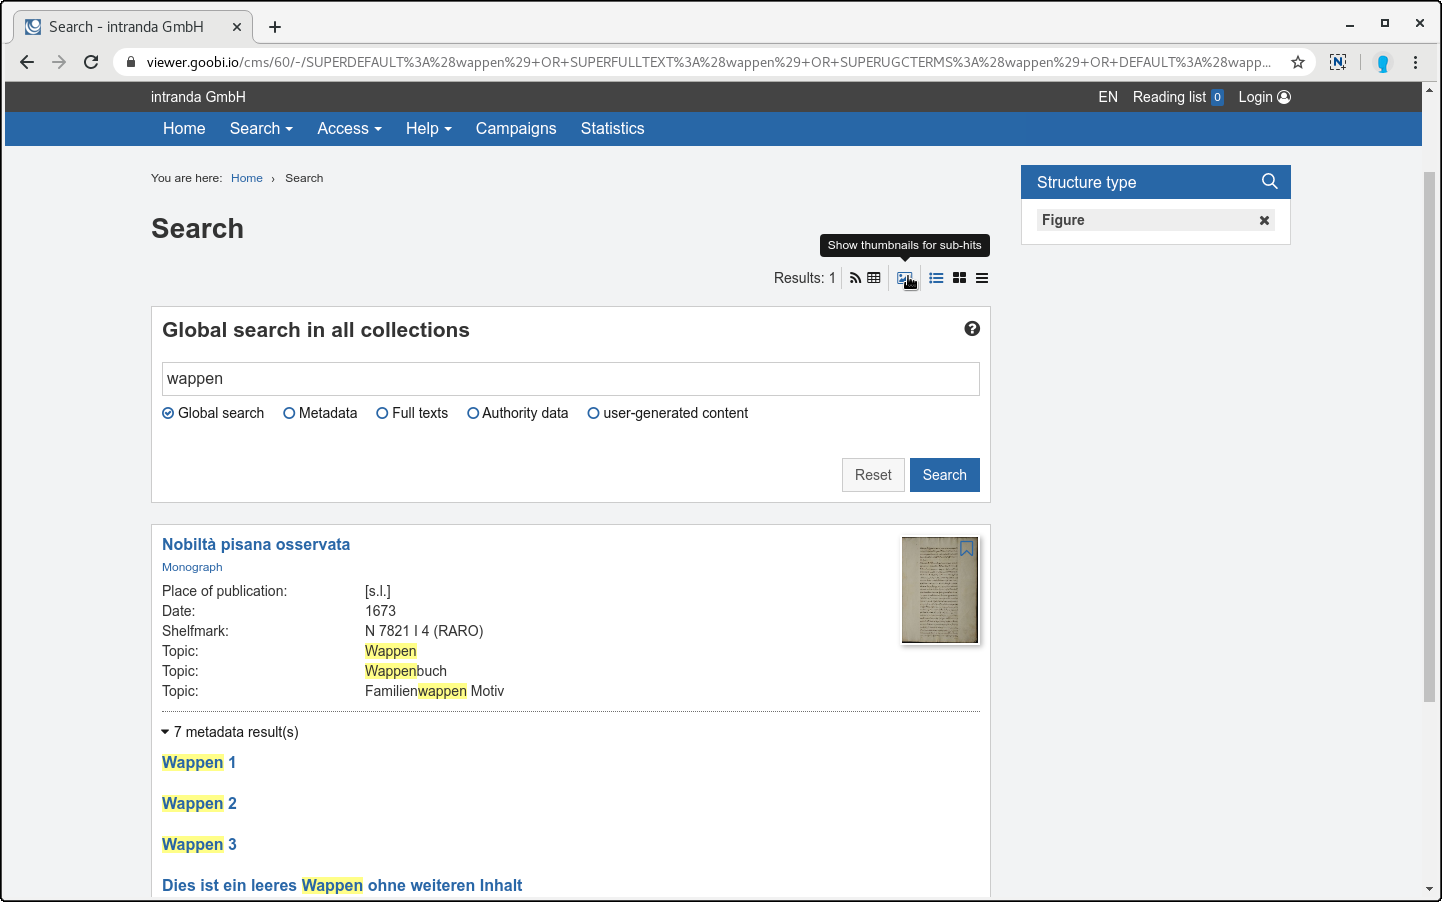 Search - intranda GmbH
viewer.goobi.io/cms/60/-/SUPERDEFAULT%3A%28wappen%29+OR+SUPERFULLTEXT%3A%28wappen%29+OR+SUPERUGCTERMS%3A%28wappen%29+OR+DEFAULT%3A%28wapp...
intranda GmbH
EN Reading list 0 Login
Home Search Access Help Campaigns Statistics
You are here: Home › Search
Structure type
Figure
Search
Show thumbnails for sub-hits
Results: 1
Global search in all collections
wappen
Global search Metadata Full texts Authority data user-generated content
Reset Search
Nobiltà pisana osservata
Monograph
Place of publication: [s.l.]
Date: 1673
Shelfmark: N 7821 I 4 (RARO)
Topic: Wappen
Topic: Wappenbuch
Topic: Familienwappen Motiv
7 metadata result(s)
Wappen 1
Wappen 2
Wappen 3
Dies ist ein leeres Wappen ohne weiteren Inhalt